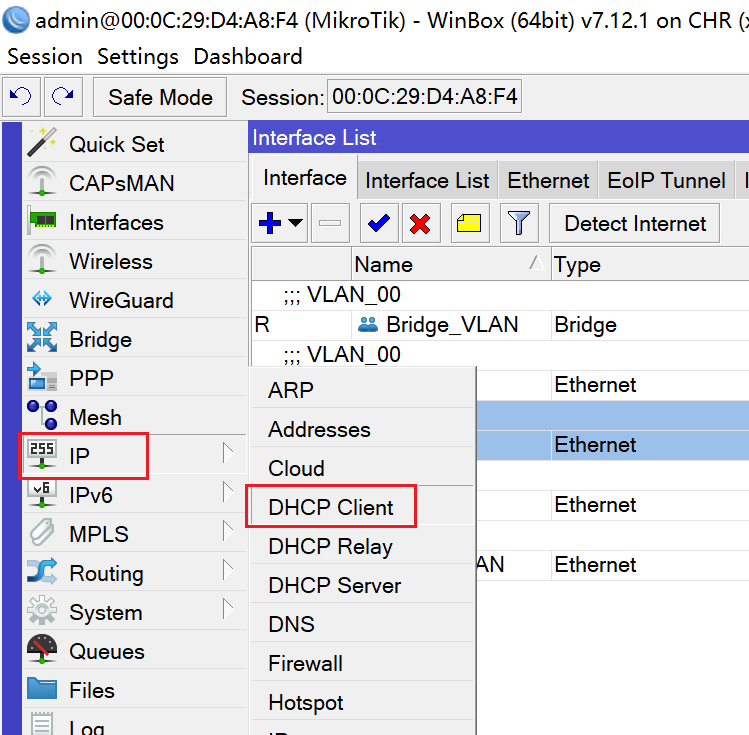 admin@00:0C:29:D4:A8:F4 (MikroTik) - WinBox (64bit) v7.12.1 on CHR (
Session Settings Dashboard
Safe Mode Session: 00:0C:29:D4:A8:F4
Quick Set
CAPsMAN
Interfaces
Wireless
WireGuard
Bridge
PPP
Mesh
255 IP
v6 IPv6
MPLS
Routing
System
Queues
Files
Log
Interface List
Interface Interface List Ethernet EoIP Tunnel
Detect Internet
Name Type
;;; VLAN_00
R Bridge_VLAN Bridge
;;; VLAN_00
Ethernet
Ethernet
Ethernet
AN Ethernet
ARP
Addresses
Cloud
DHCP Client
DHCP Relay
DHCP Server
DNS
Firewall
Hotspot